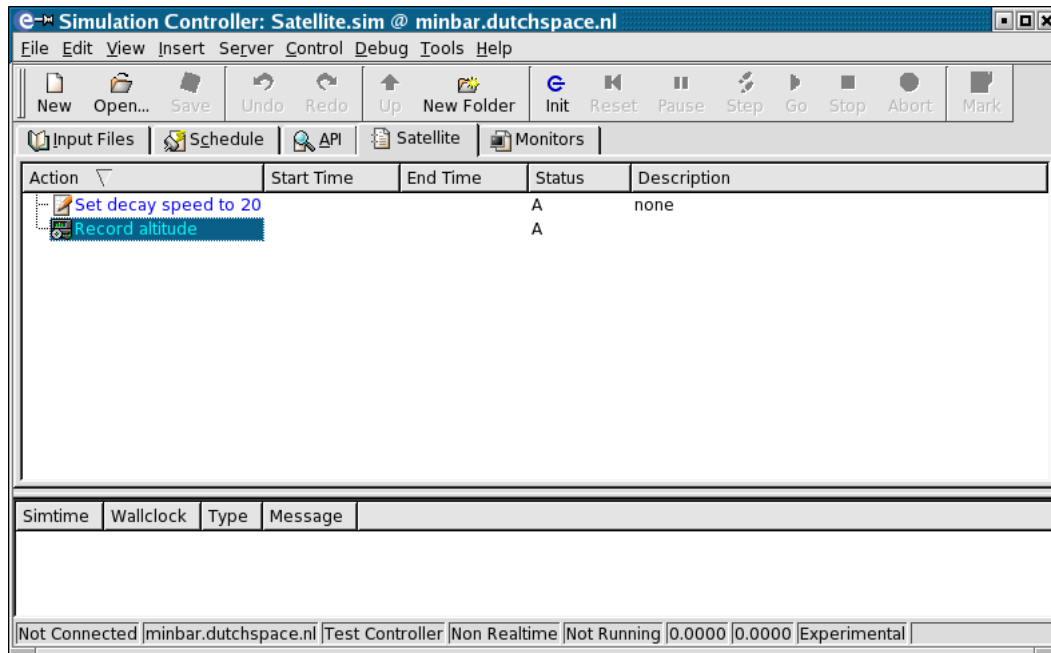 Simulation Controller: Satellite.sim @ minbar.dutchspace.nl
File Edit View Insert Server Control Debug Tools Help
New Open... Save Undo Redo Up New Folder Init Reset Pause Step Go Stop Abort Mark
Input Files Schedule API Satellite Monitors
Action Start Time End Time Status Description
Set decay speed to 20 A none
Record altitude A
Simtime Wallclock Type Message
Not Connected minbar.dutchspace.nl Test Controller Non Realtime Not Running 0.0000 0.0000 Experimental